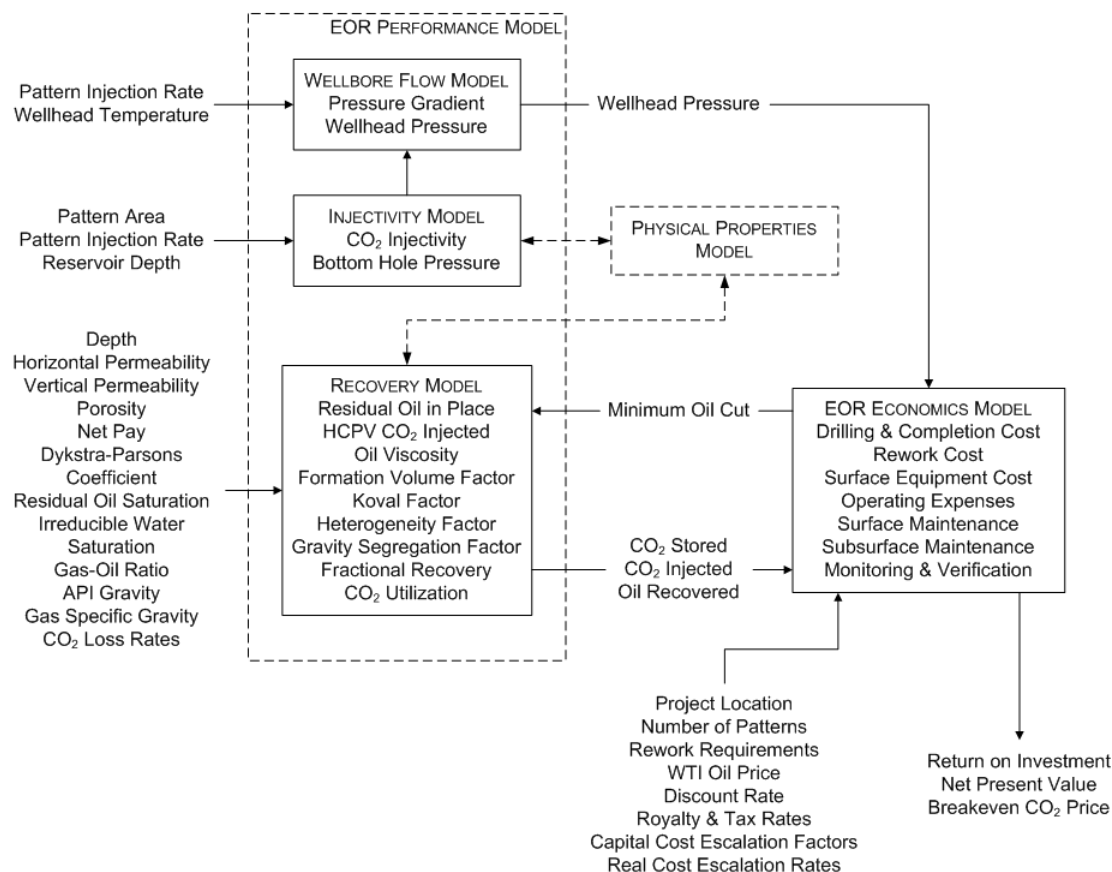 EOR PERFORMANCE MODEL
WELLBORE FLOW MODEL
Pressure Gradient
Wellhead Pressure
Pattern Injection Rate
Wellhead Temperature
Wellhead Pressure
INJECTIVITY MODEL
CO₂ Injectivity
Bottom Hole Pressure
Pattern Area
Pattern Injection Rate
Reservoir Depth
PHYSICAL PROPERTIES
MODEL
Depth
Horizontal Permeability
Vertical Permeability
Porosity
Net Pay
Dykstra-Parsons
Coefficient
Residual Oil Saturation
Irreducible Water
Saturation
Gas-Oil Ratio
API Gravity
Gas Specific Gravity
CO₂ Loss Rates
RECOVERY MODEL
Residual Oil in Place
HCPV CO₂ Injected
Oil Viscosity
Formation Volume Factor
Koval Factor
Heterogeneity Factor
Gravity Segregation Factor
Fractional Recovery
CO₂ Utilization
Minimum Oil Cut
CO₂ Stored
CO₂ Injected
Oil Recovered
EOR ECONOMICS MODEL
Drilling & Completion Cost
Rework Cost
Surface Equipment Cost
Operating Expenses
Surface Maintenance
Subsurface Maintenance
Monitoring & Verification
Project Location
Number of Patterns
Rework Requirements
WTI Oil Price
Discount Rate
Royalty & Tax Rates
Capital Cost Escalation Factors
Real Cost Escalation Rates
Return on Investment
Net Present Value
Breakeven CO₂ Price